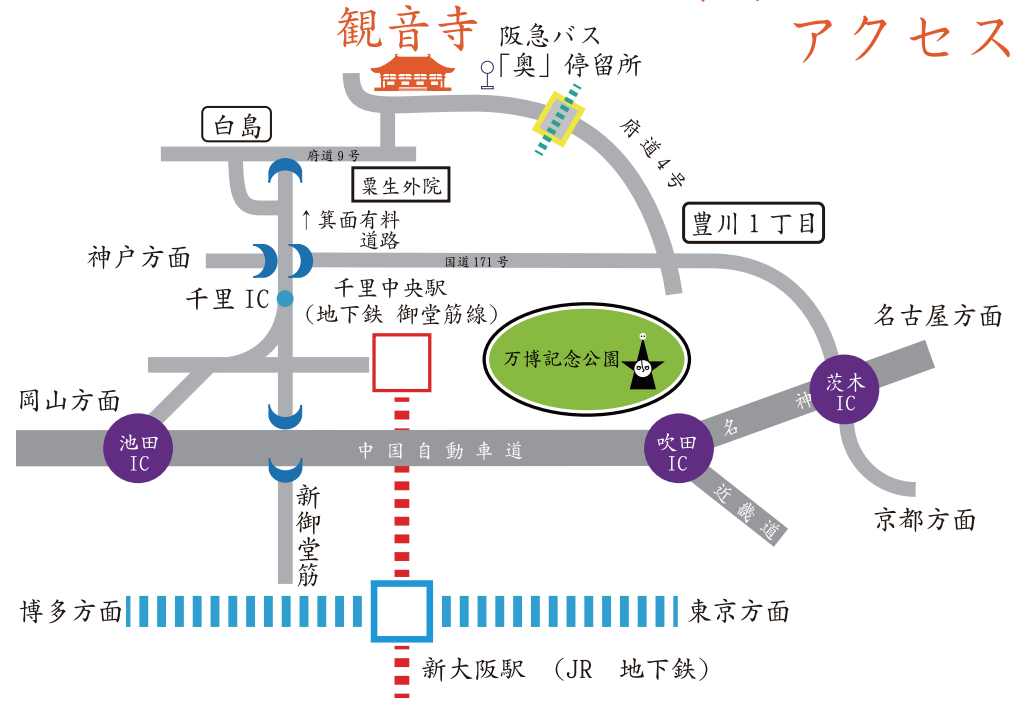 アクセス
観音寺
阪急バス
「奥」停留所
白島
府道9号
府道4号
粟生外院
↑箕面有料
道路
豊川1丁目
神戸方面
国道171号
千里IC
千里中央駅
(地下鉄 御堂筋線)
名古屋方面
万博記念公園
岡山方面
茨木
IC
名神
池田
IC
中国自動車道
吹田
IC
近畿道
新御堂筋
京都方面
博多方面
東京方面
新大阪駅 (JR 地下鉄)